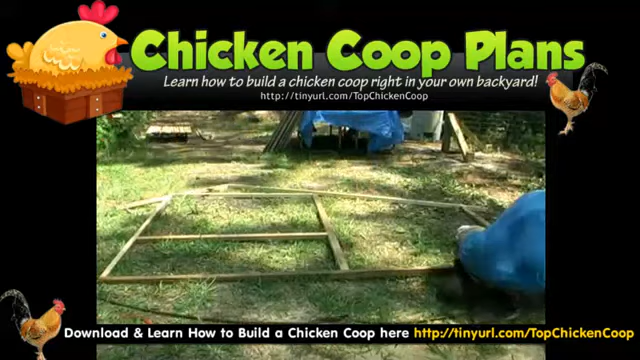 Chicken Coop Plans
Learn how to build a chicken coop right in your own backyard!
http://tinyurl.com/TopChickenCoop
Download & Learn How to Build a Chicken Coop here http://tinyurl.com/TopChickenCoop